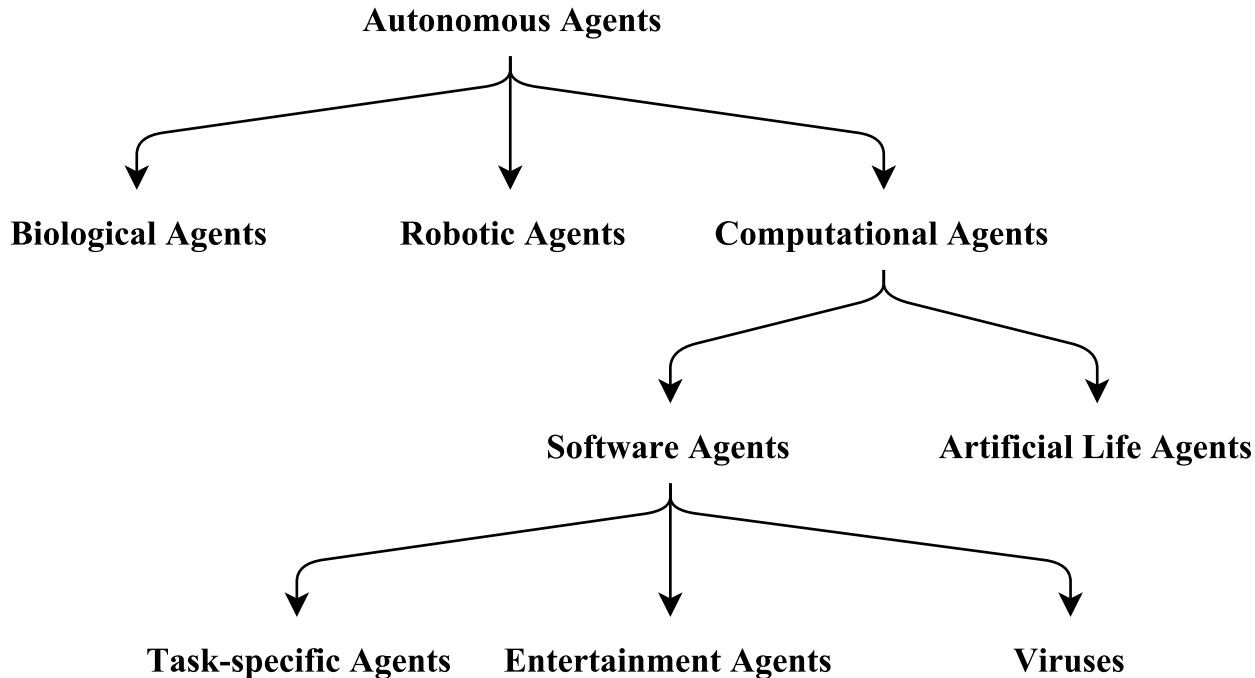 Autonomous Agents
Biological Agents
Robotic Agents
Computational Agents
Software Agents
Artificial Life Agents
Task-specific Agents
Entertainment Agents
Viruses